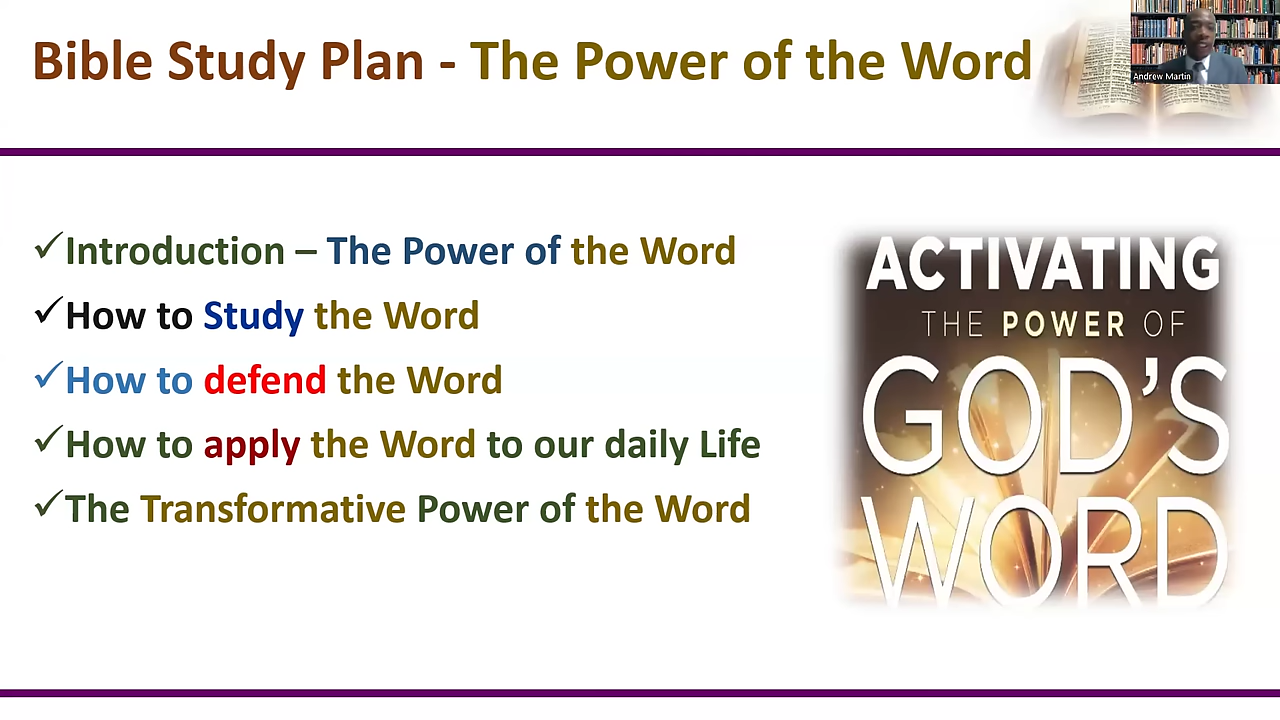 Bible Study Plan - The Power of the Word
Andrew Martin
✓Introduction – The Power of the Word
✓How to Study the Word
✓How to defend the Word
✓How to apply the Word to our daily Life
✓The Transformative Power of the Word
ACTIVATING
THE POWER OF
GOD'S
WORD